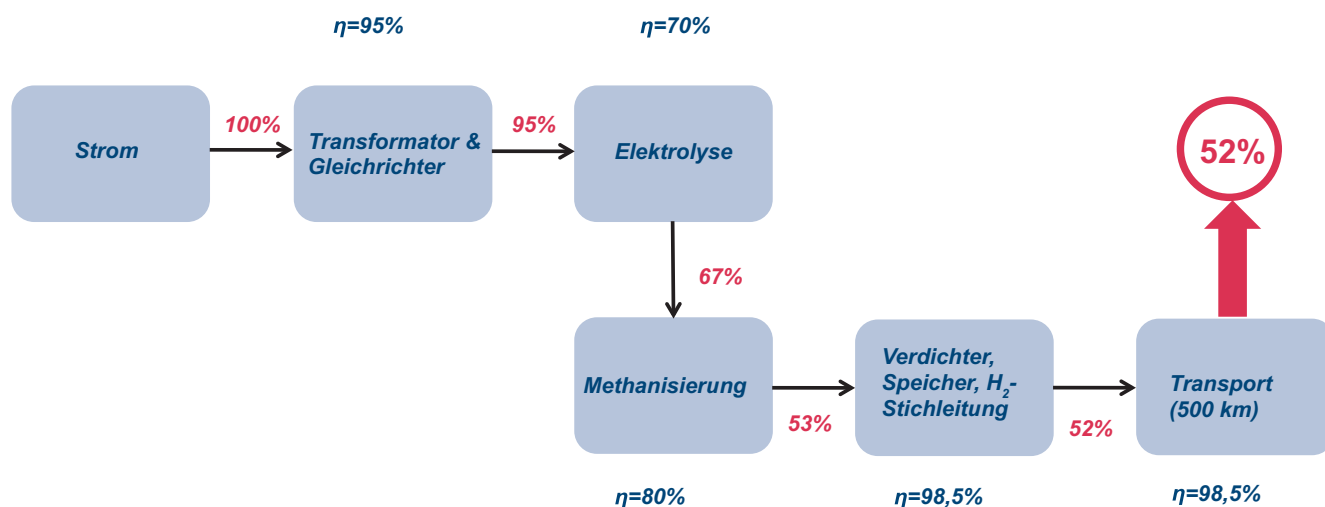 η=95%
η=70%
Strom
100%
Transformator &
Gleichrichter
95%
Elektrolyse
52%
67%
Methanisierung
53%
Verdichter,
Speicher, H₂-
Stichleitung
52%
Transport
(500 km)
η=80%
η=98,5%
η=98,5%